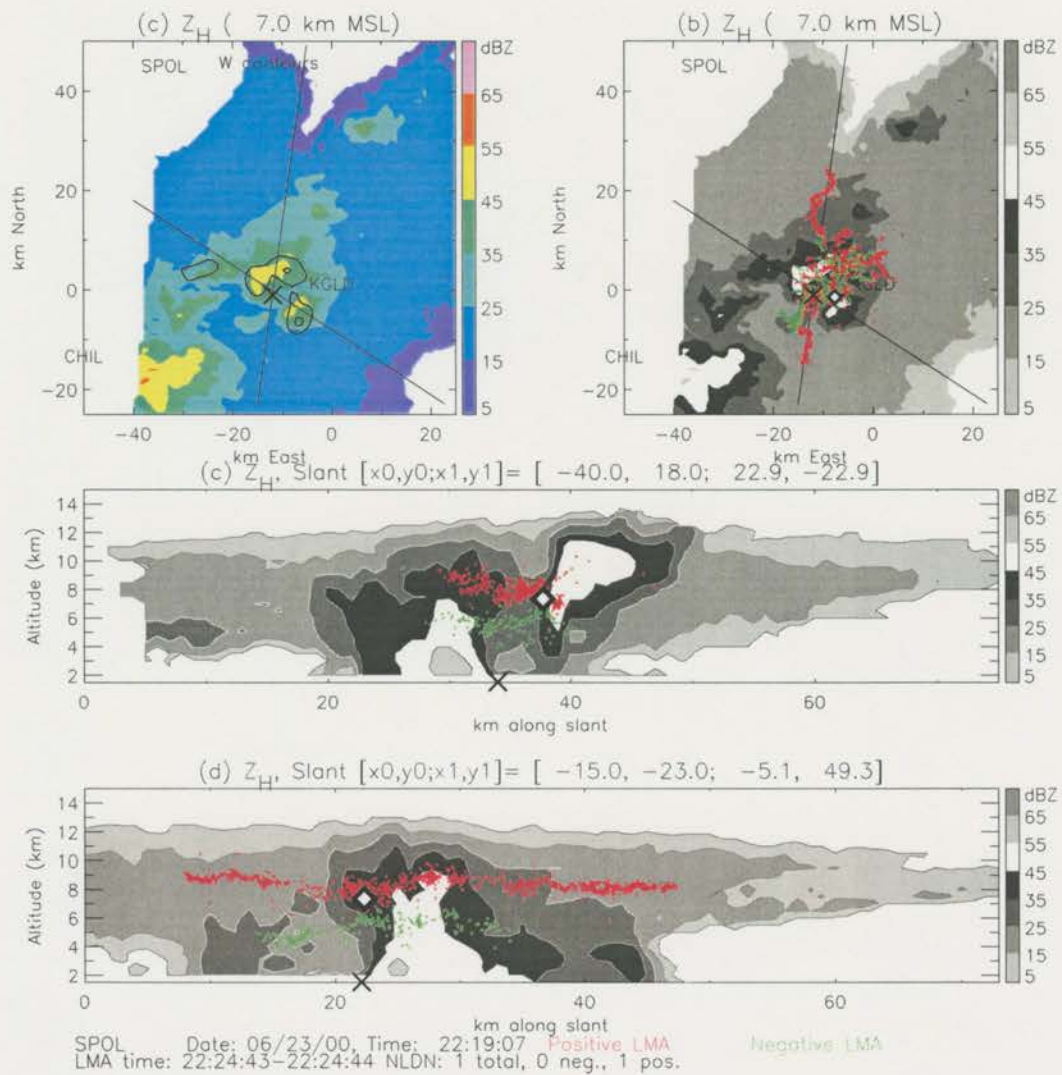 (c) Z_H ( 7.0 km MSL)
dBZ
SPOL
W contours
65
55
45
35
25
15
5
40
20
0
−20
km North
KGLD
CHIL
−40 −20 0 20
km East
(b) Z_H ( 7.0 km MSL)
dBZ
SPOL
65
55
45
35
25
15
5
40
20
0
−20
km North
GLD
CHIL
−40 −20 0 20
km East
(c) Z_H, Slant [x0,y0;x1,y1]= [ −40.0, 18.0; 22.9, −22.9]
dBZ
65
55
45
35
25
15
5
14
12
10
8
6
4
2
Altitude (km)
0 20 40 60
km along slant
(d) Z_H, Slant [x0,y0;x1,y1]= [ −15.0, −23.0; −5.1, 49.3]
dBZ
65
55
45
35
25
15
5
14
12
10
8
6
4
2
Altitude (km)
0 20 40 60
km along slant
SPOL Date: 06/23/00, Time: 22:19:07 Positive LMA Negative LMA
LMA time: 22:24:43−22:24:44 NLDN: 1 total, 0 neg., 1 pos.